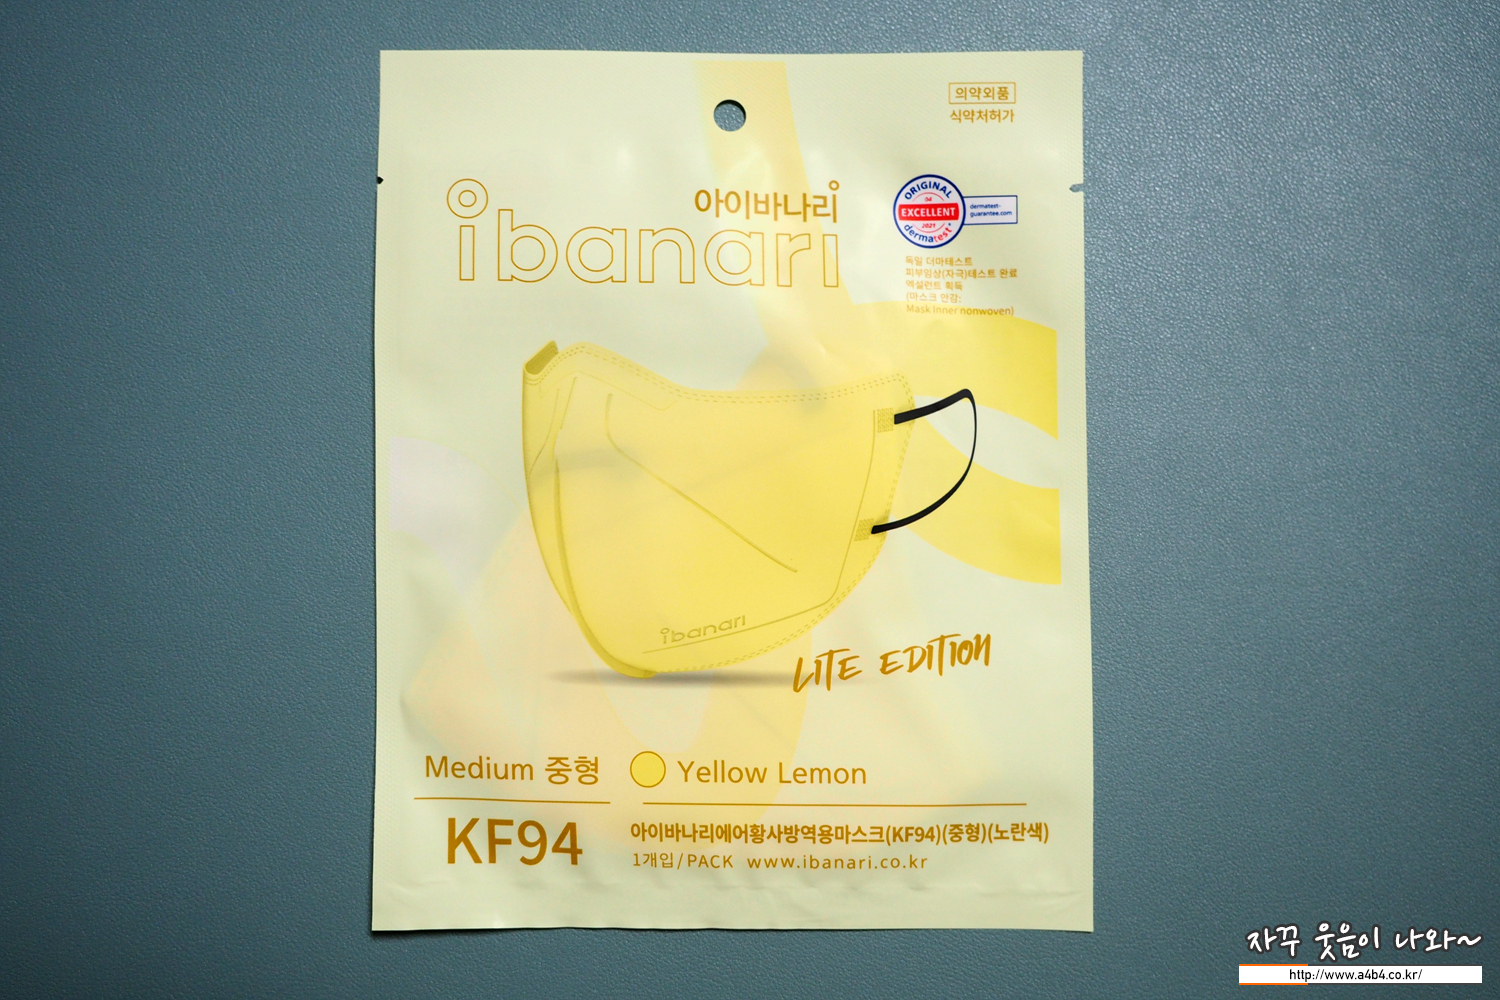 의약외품
식약처허가
아이바나리
ibanari
ORIGINAL
04
EXCELLENT
2021
dermatest®
dermatest-
guarantee.com
독일 더마테스트
피부임상(자극)테스트 완료
엑설런트 획득
(마스크 안감:
Mask Inner nonwoven)
ibanari
LITE EDITION
Medium 중형
Yellow Lemon
KF94
아이바나리에어황사방역용마스크(KF94)(중형)(노란색)
1개입/PACK www.ibanari.co.kr
자꾸 웃음이 나와~
http://www.a4b4.co.kr/